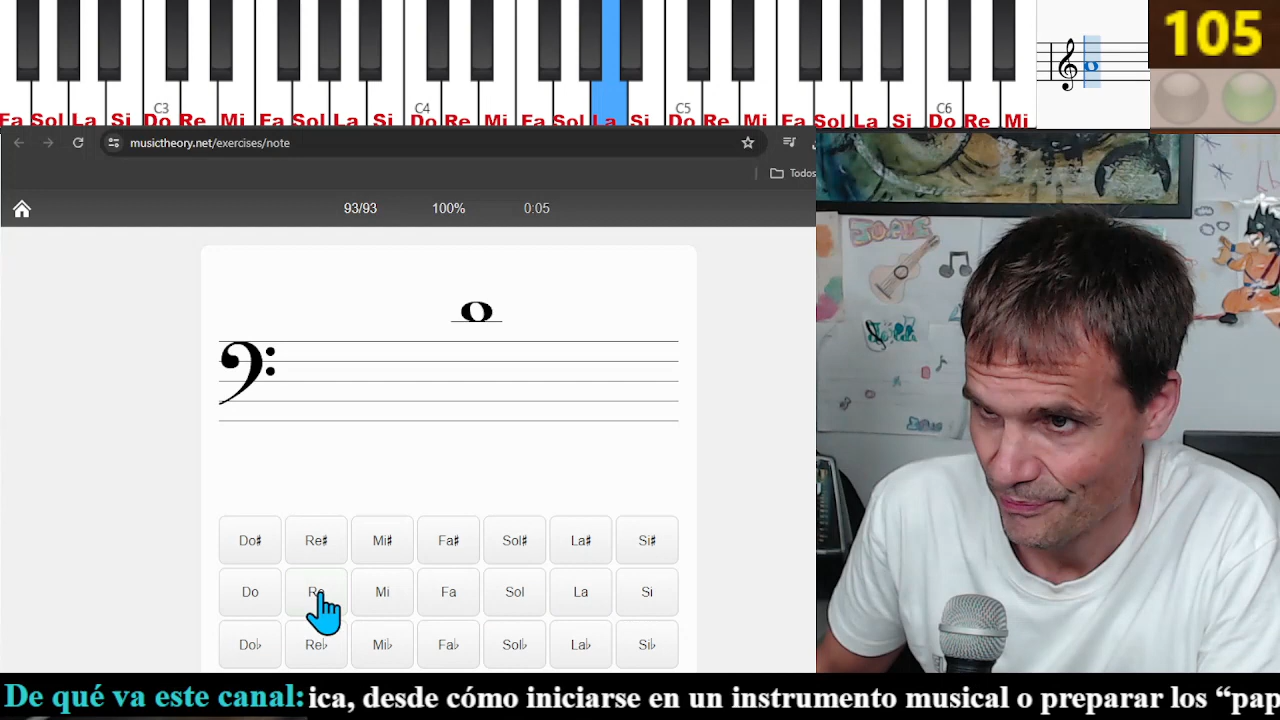 105
C3 C4 C5 C6
Fa Sol La Si Do Re Mi Fa Sol La Si Do Re Mi Fa Sol La Si Do Re Mi Fa Sol La Si Do Re Mi
musictheory.net/exercises/note
Todos
93/93 100% 0:05
Do♯ Re♯ Mi♯ Fa♯ Sol♯ La♯ Si♯
Do Re Mi Fa Sol La Si
Do♭ Re♭ Mi♭ Fa♭ Sol♭ La♭ Si♭
De qué va este canal: ica, desde cómo iniciarse en un instrumento musical o preparar los “pap